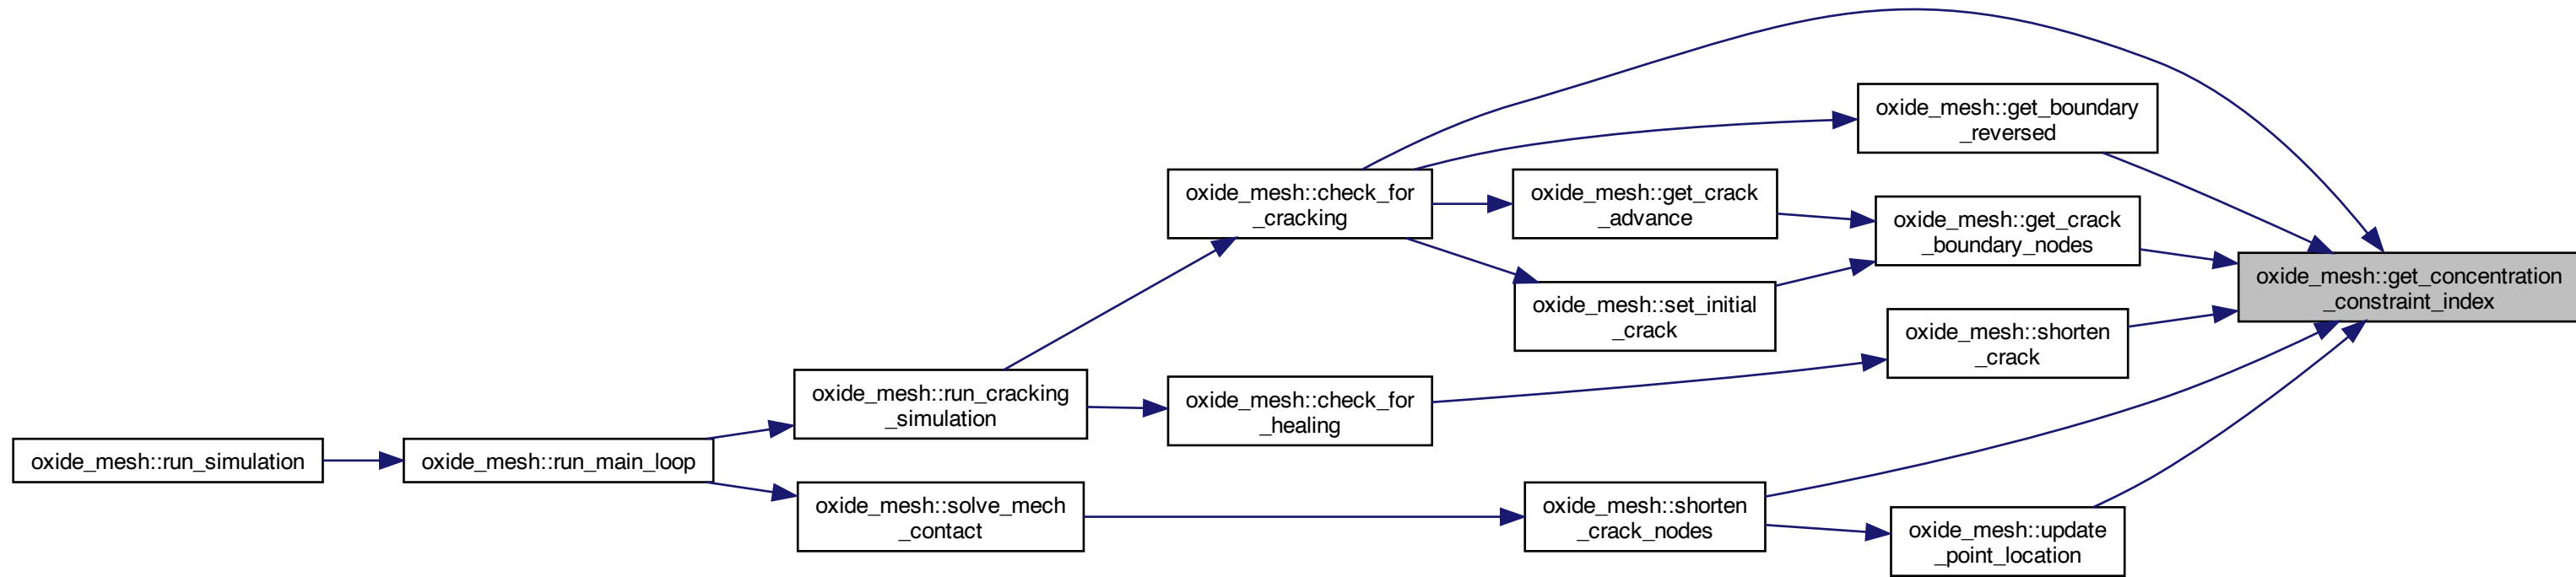 oxide_mesh::get_boundary
_reversed
oxide_mesh::check_for
_cracking
oxide_mesh::get_crack
_advance
oxide_mesh::get_crack
_boundary_nodes
oxide_mesh::get_concentration
_constraint_index
oxide_mesh::set_initial
_crack
oxide_mesh::shorten
_crack
oxide_mesh::run_cracking
_simulation
oxide_mesh::check_for
_healing
oxide_mesh::run_simulation
oxide_mesh::run_main_loop
oxide_mesh::solve_mech
_contact
oxide_mesh::shorten
_crack_nodes
oxide_mesh::update
_point_location